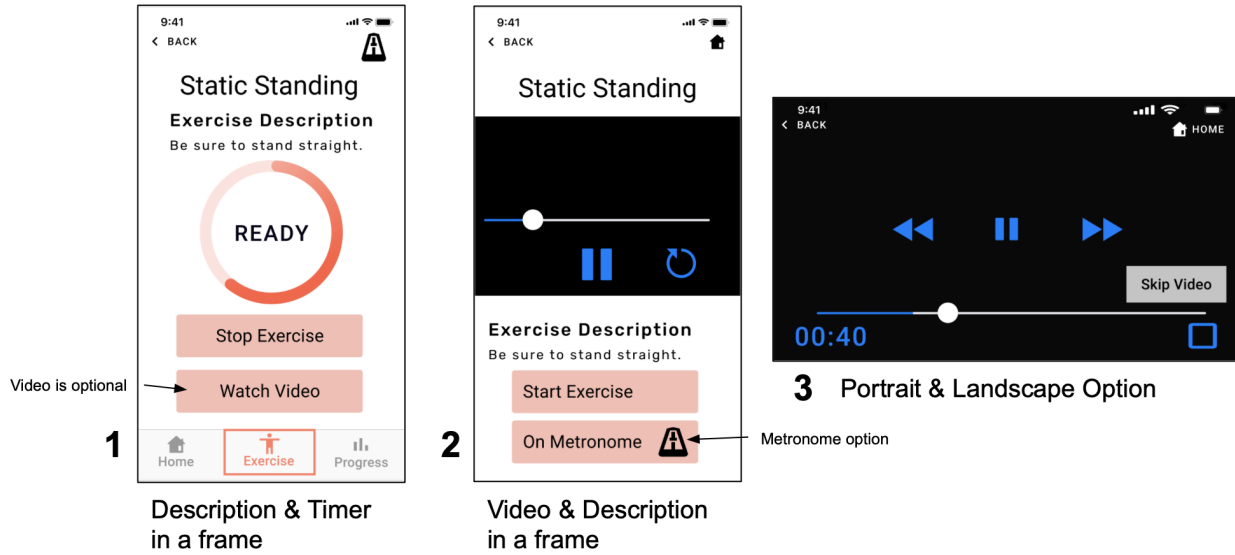 9:41
BACK
Static Standing
Exercise Description
Be sure to stand straight.
READY
Stop Exercise
Video is optional
Watch Video
1
Home
Exercise
Progress
Description & Timer
in a frame
9:41
BACK
Static Standing
Exercise Description
Be sure to stand straight.
Start Exercise
On Metronome
Metronome option
2
Video & Description
in a frame
9:41
BACK
HOME
Skip Video
00:40
3 Portrait & Landscape Option